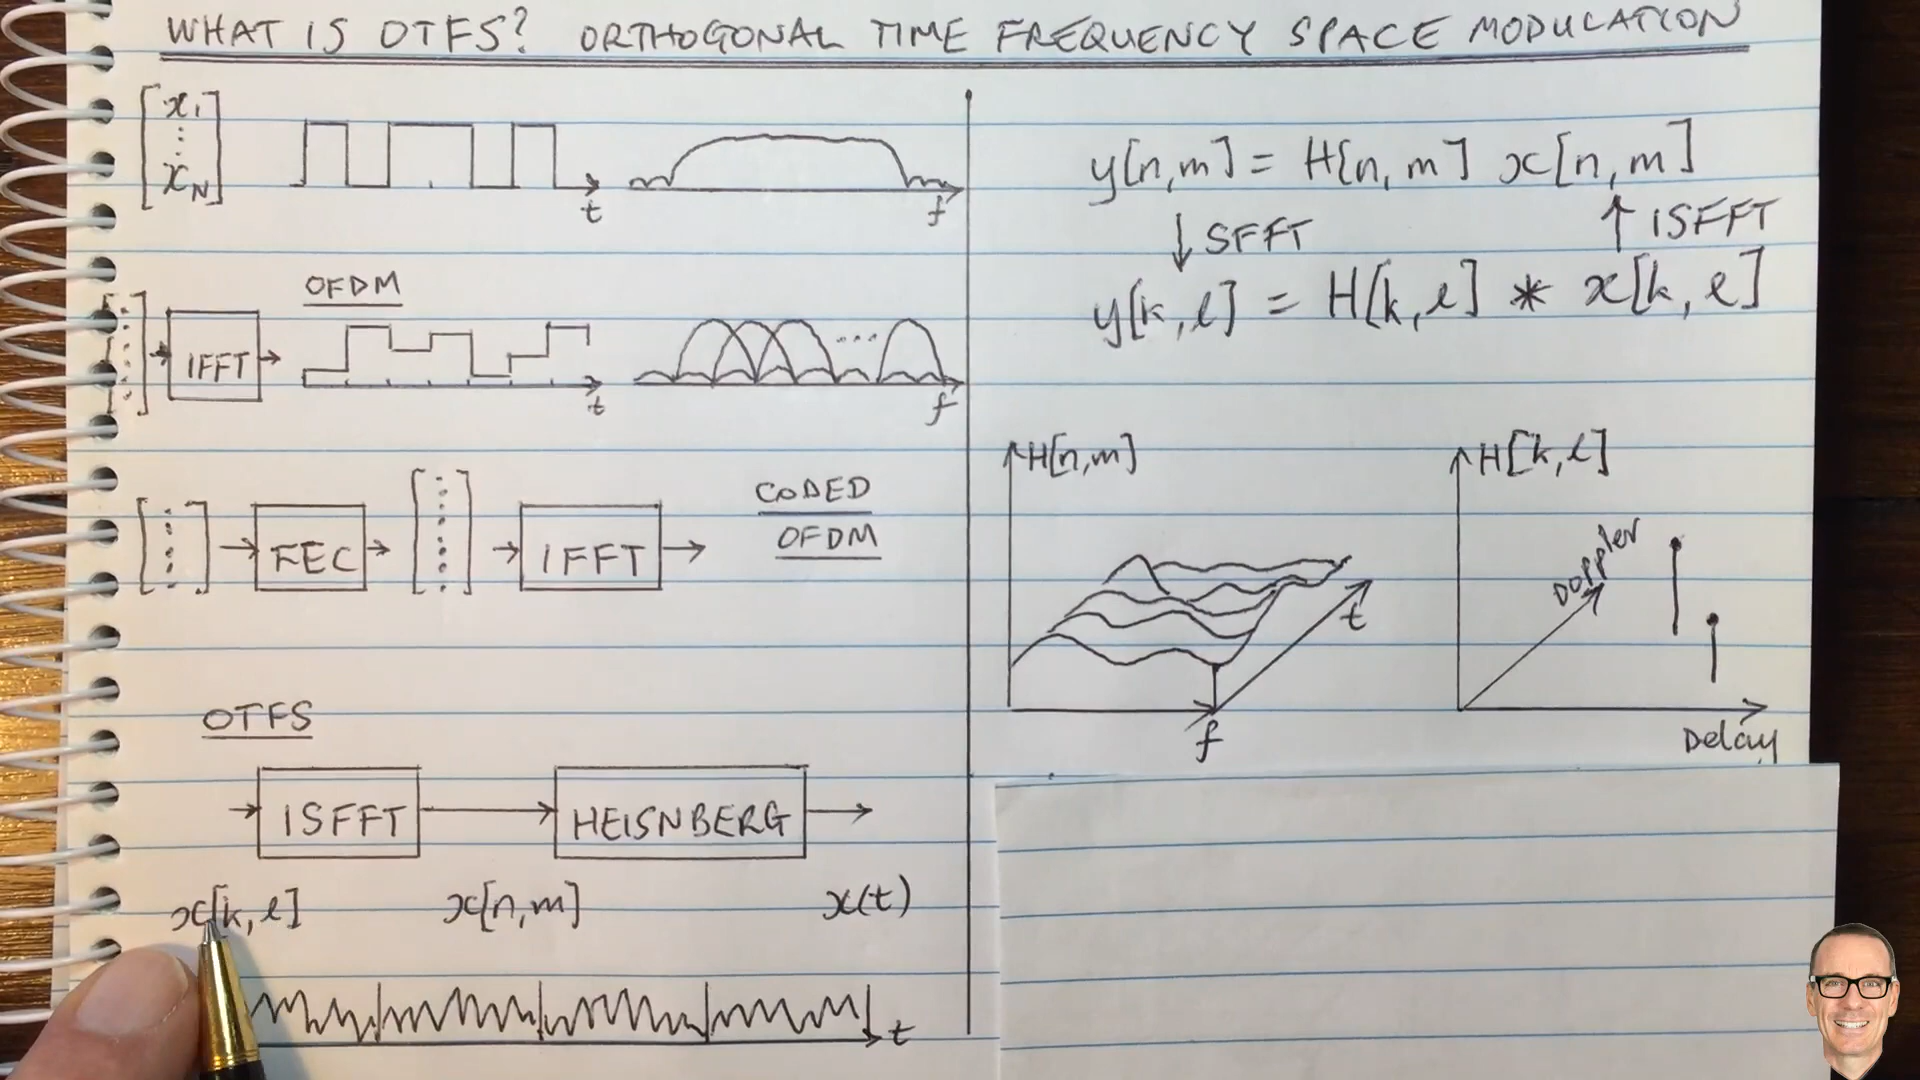 WHAT IS OTFS? ORTHOGONAL TIME FREQUENCY SPACE MODULATION
x1
⋮
xN
t
f
OFDM
IFFT
t
f
FEC
IFFT
CODED
OFDM
OTFS
ISFFT
HEISNBERG
x[k,l]
x[n,m]
x(t)
t
y[n,m] = H[n,m] x[n,m]
↓ SFFT
↑ ISFFT
y[k,l] = H[k,l] * x[k,l]
H[n,m]
t
f
H[k,l]
Doppler
Delay